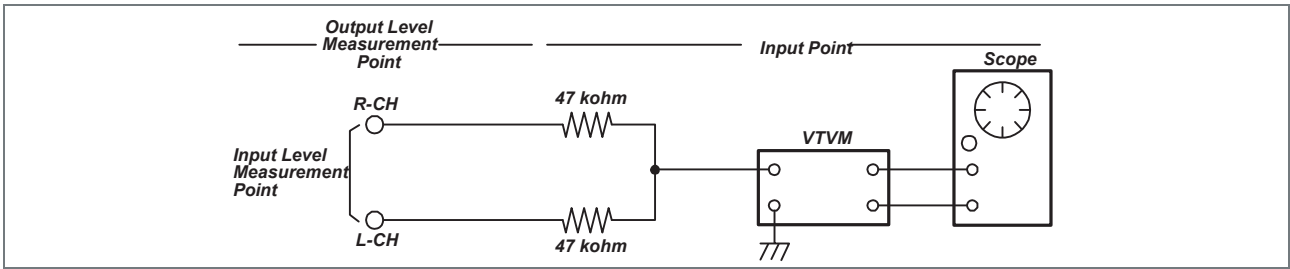 Output Level
Measurement
Point
Input Point
Scope
R-CH
47 kohm
VTVM
Input Level
Measurement
Point
L-CH
47 kohm